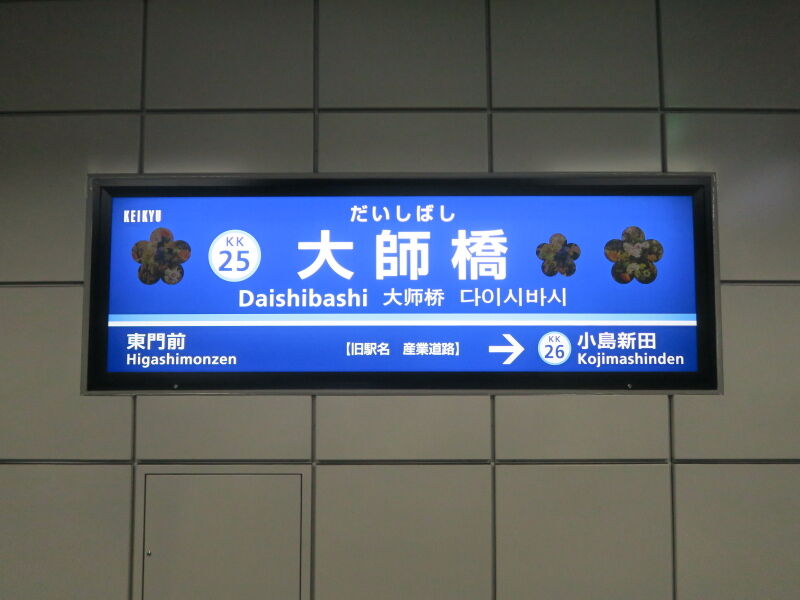 KEIKYU
だいしばし
KK
25
大師橋
Daishibashi 大师桥 다이시바시
東門前
Higashimonzen
【旧駅名 産業道路】
→
KK
26
小島新田
Kojimashinden